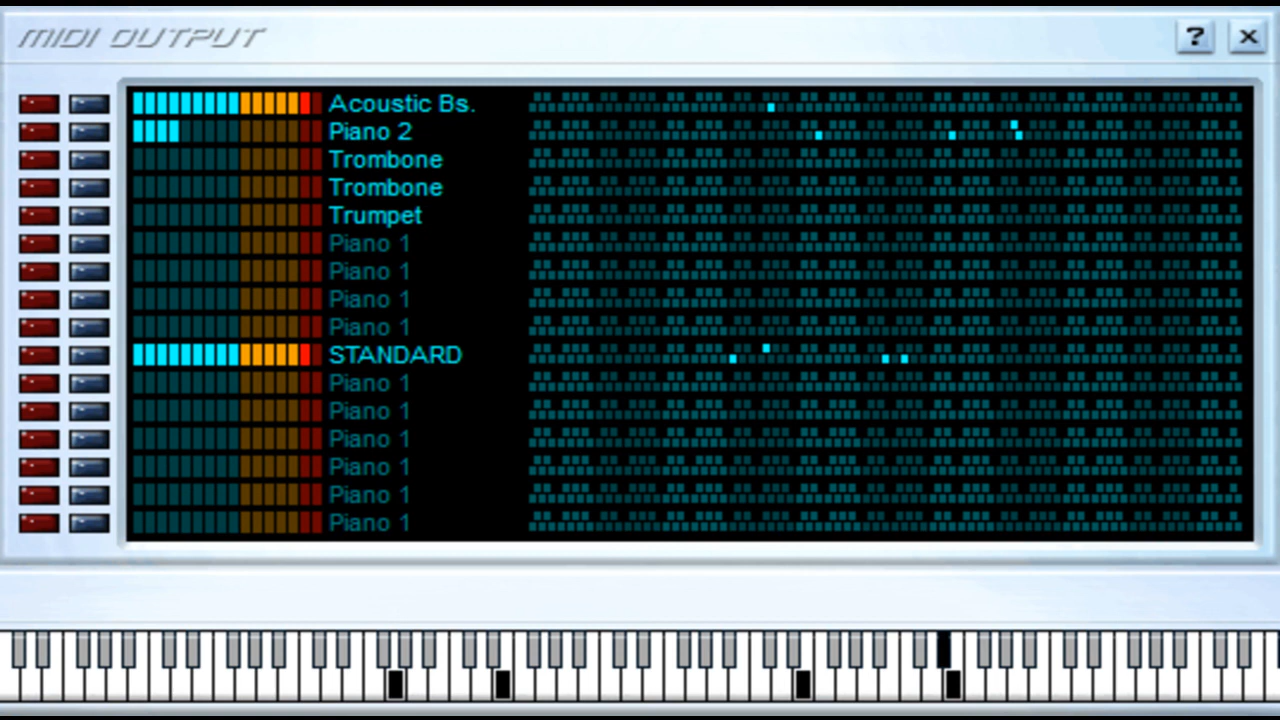 MIDI OUTPUT
? ×
Acoustic Bs.
Piano 2
Trombone
Trombone
Trumpet
Piano 1
Piano 1
Piano 1
Piano 1
STANDARD
Piano 1
Piano 1
Piano 1
Piano 1
Piano 1
Piano 1